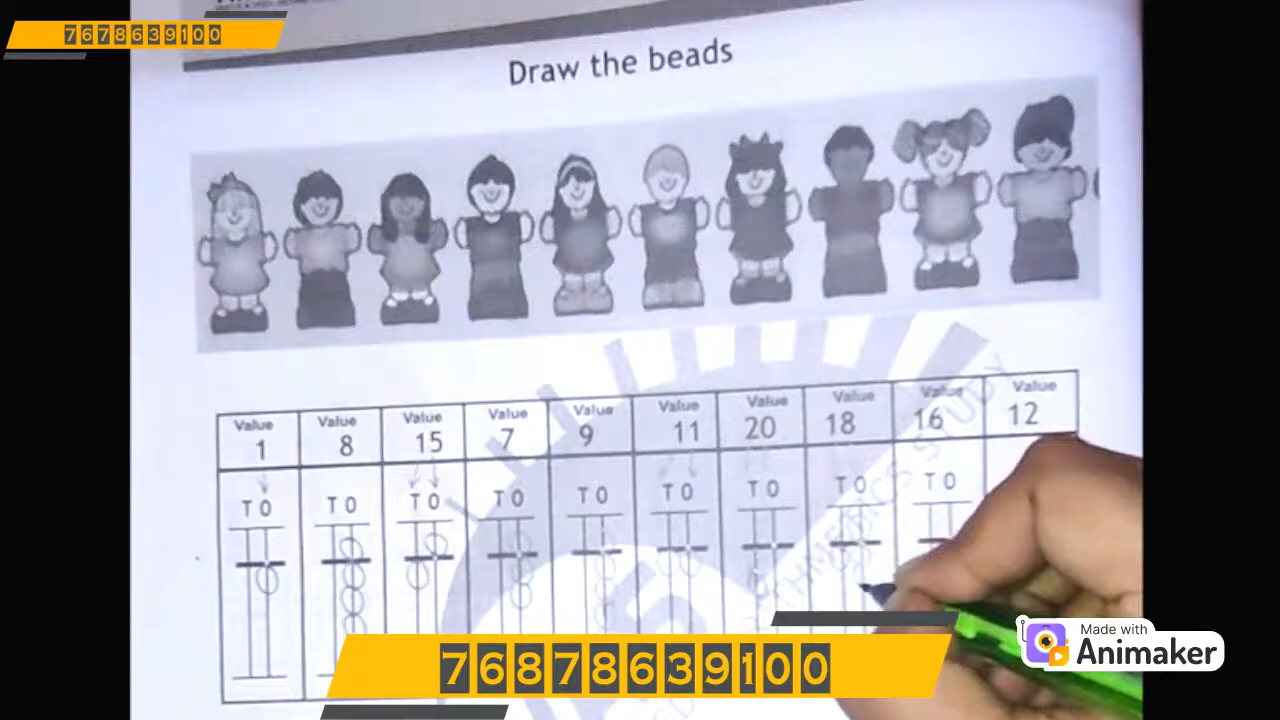 7678639100
Draw the beads
Value Value Value Value Value Value Value Value Value Value
1 8 15 7 9 11 20 18 16 12
T O T O T O T O T O T O T O T O T O
76878639100
Made with
Animaker